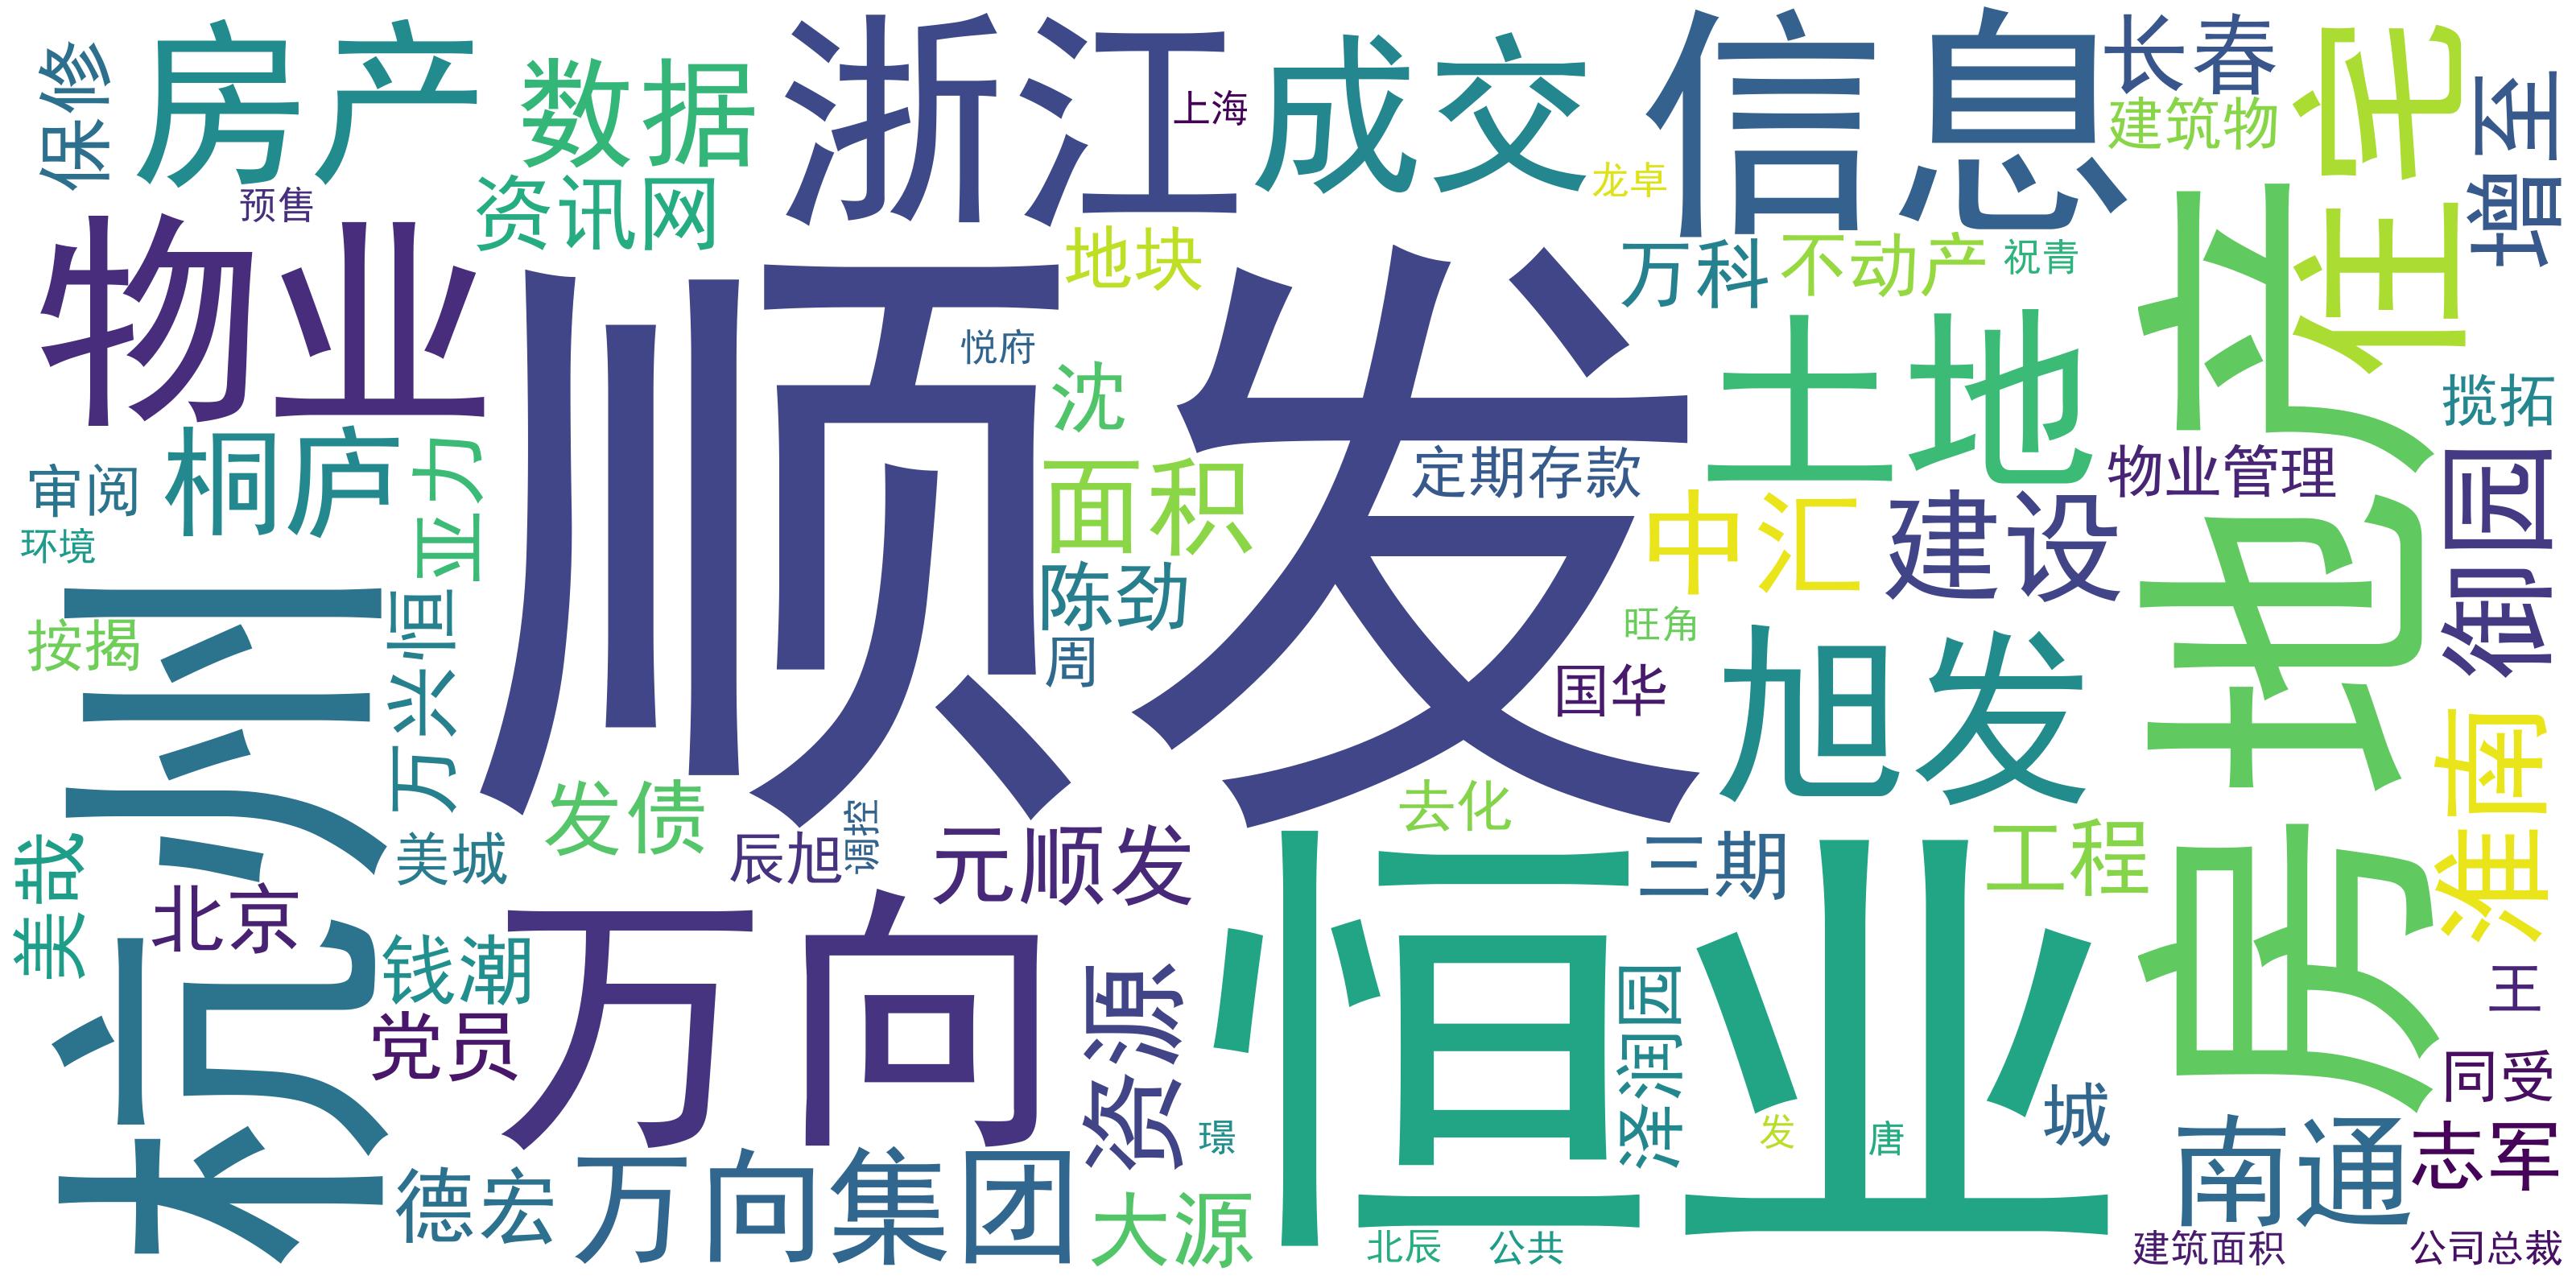 保修
房产
数据
浙江
上海
成交
信息
长春
建筑物
住宅
增至
预售
资讯网
龙卓
物业
顺发
地块
万科
不动产
祝青
房地产
悦府
沈
土地
揽拓
桐庐
亚力
审阅
面积
定期存款
物业管理
御园
环境
中汇
建设
杭州
万兴恒
陈劲
按揭
周
旺角
国华
旭发
淮南
发债
去化
调控
美哉
美城
辰旭
元顺发
恒业
三期
工程
北京
万向
钱潮
资源
泽润园
王
党员
同受
城
璟
发
唐
南通
志军
德宏
万向集团
大源
北辰
公共
建筑面积
公司总裁